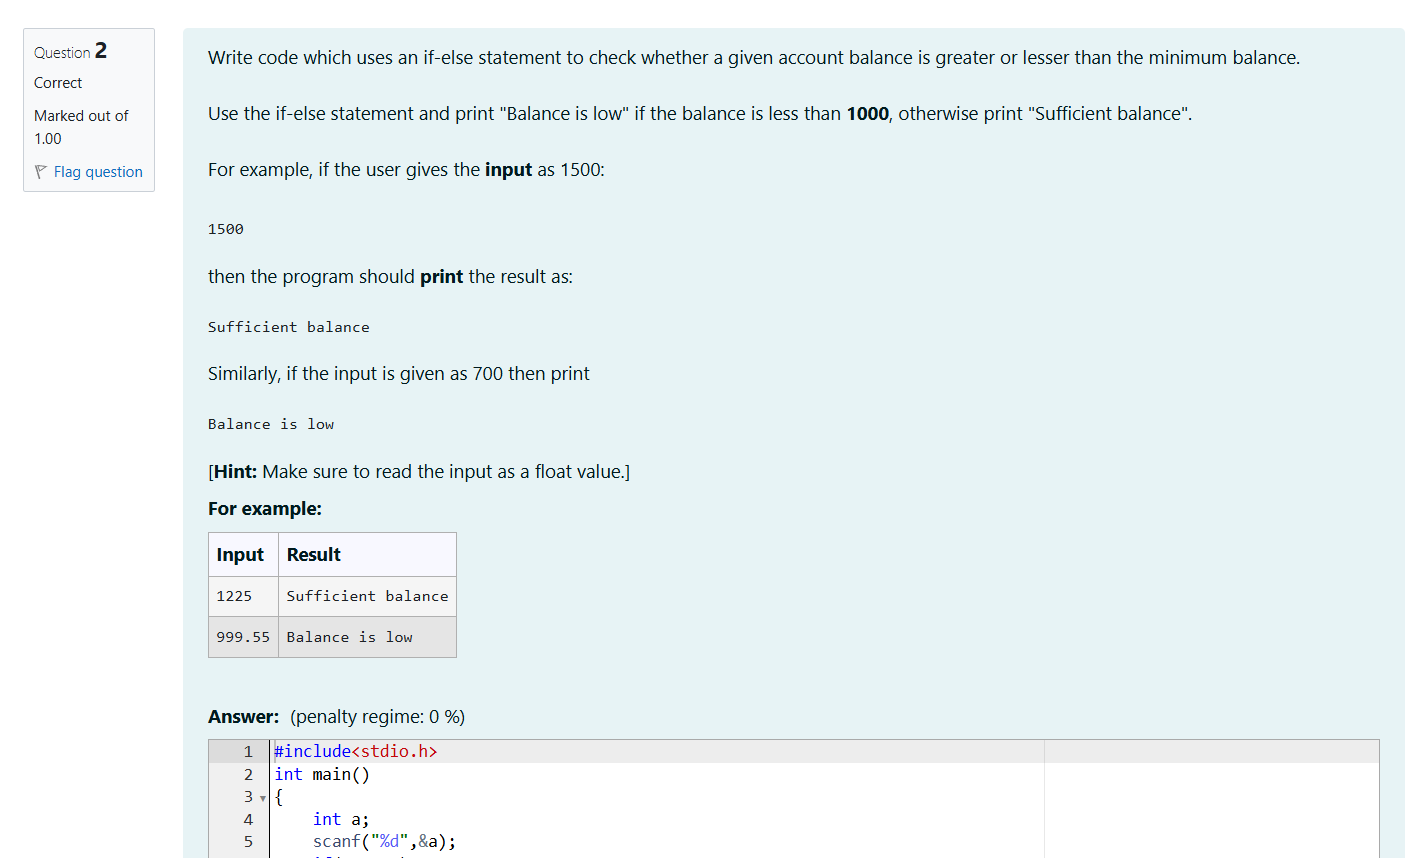 Question 2
Correct
Marked out of
1.00
Flag question
Write code which uses an if-else statement to check whether a given account balance is greater or lesser than the minimum balance.
Use the if-else statement and print "Balance is low" if the balance is less than 1000, otherwise print "Sufficient balance".
For example, if the user gives the input as 1500:
1500
then the program should print the result as:
Sufficient balance
Similarly, if the input is given as 700 then print
Balance is low
[Hint: Make sure to read the input as a float value.]
For example:
Input Result
1225 Sufficient balance
999.55 Balance is low
Answer: (penalty regime: 0 %)
1 #include<stdio.h>
2 int main()
3 {
4 int a;
5 scanf("%d",&a);